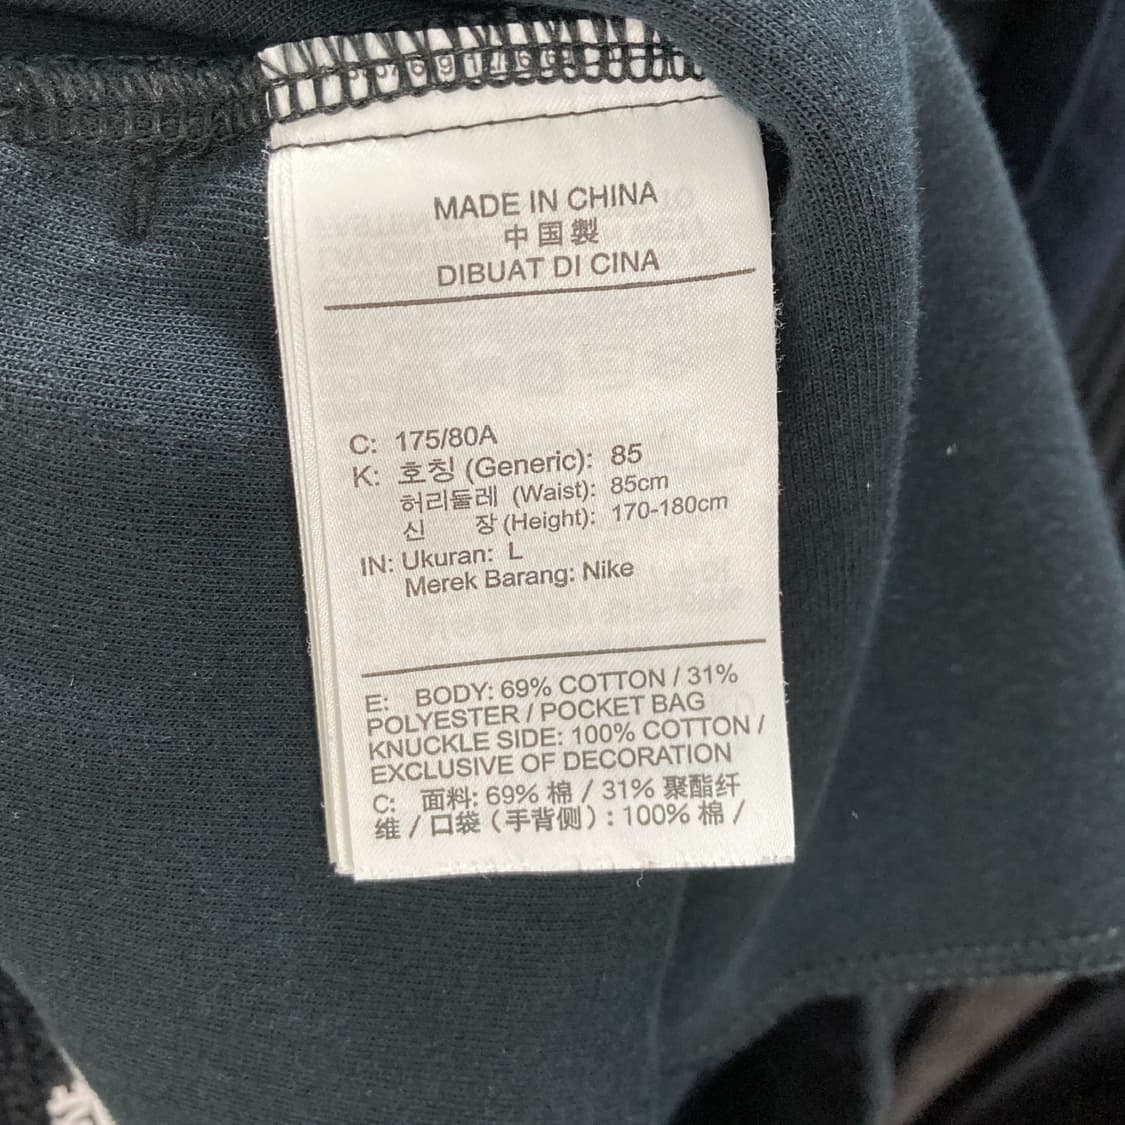 MADE IN CHINA
中国製
DIBUAT DI CINA
C: 175/80A
K: 호칭 (Generic): 85
허리둘레 (Waist): 85cm
신 장 (Height): 170-180cm
IN: Ukuran: L
Merek Barang: Nike
E: BODY: 69% COTTON / 31%
POLYESTER / POCKET BAG
KNUCKLE SIDE: 100% COTTON /
EXCLUSIVE OF DECORATION
C: 面料: 69% 棉 / 31% 聚酯纤
维 / 口袋 (手背侧) : 100% 棉 /